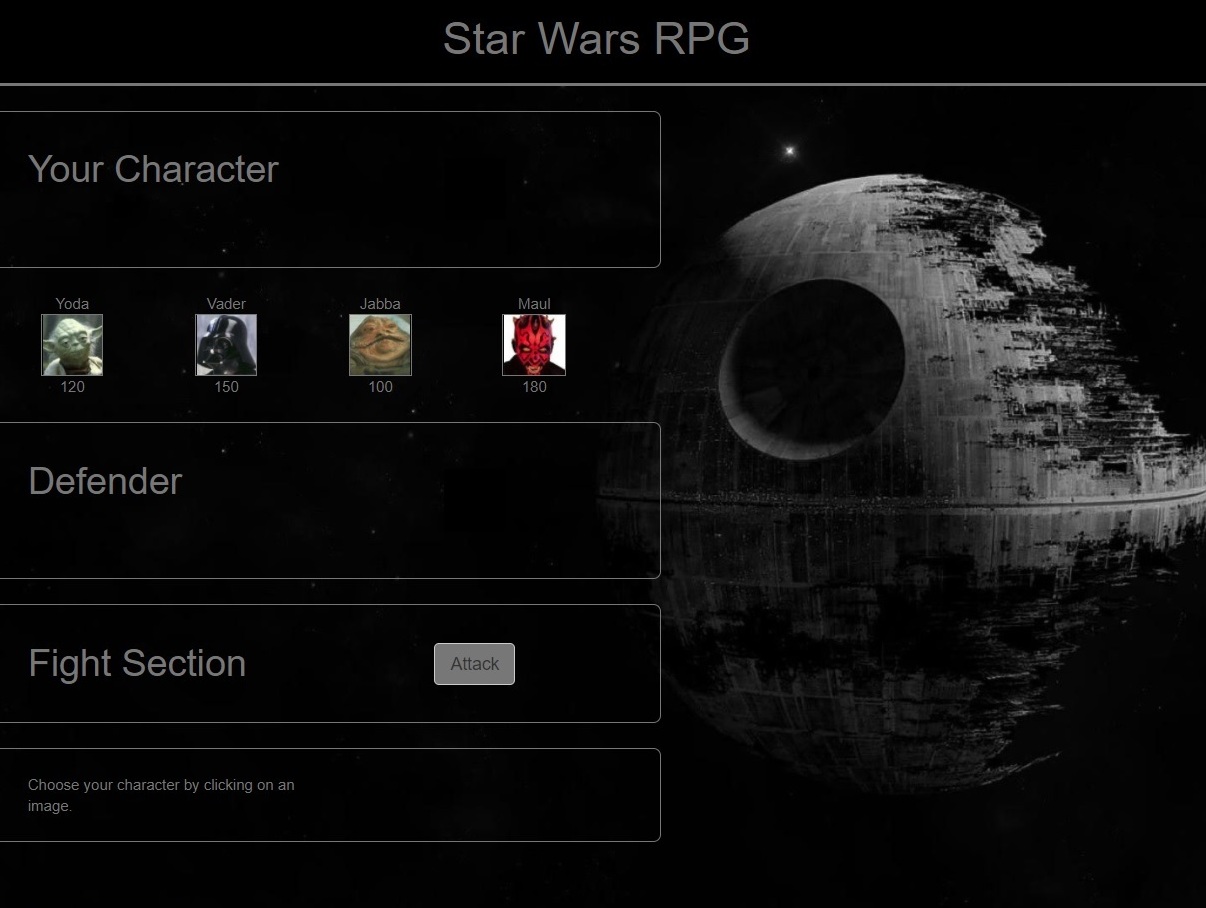 Star Wars RPG
Your Character
Yoda Vader Jabba Maul
120 150 100 180
Defender
Fight Section Attack
Choose your character by clicking on an
image.